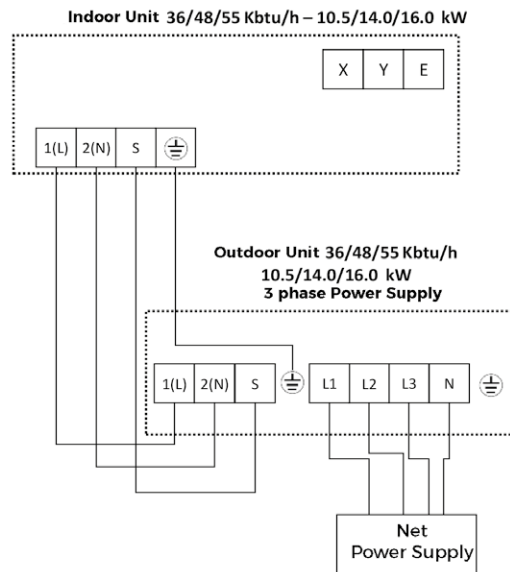 Indoor Unit 36/48/55 Kbtu/h – 10.5/14.0/16.0 kW
X Y E
1(L) 2(N) S
Outdoor Unit 36/48/55 Kbtu/h
10.5/14.0/16.0 kW
3 phase Power Supply
1(L) 2(N) S L1 L2 L3 N
Net
Power Supply